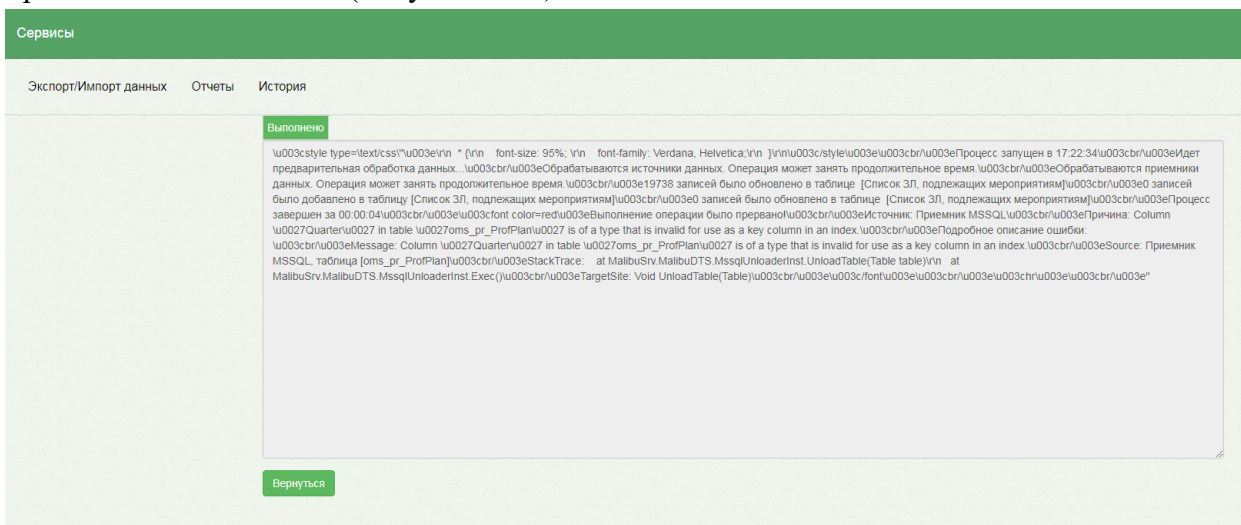 Сервисы
Экспорт/Импорт данных Отчеты История
Выполнено
\u003cstyle type=\text/css\"\u003e\r\n * {\r\n font-size: 95%; \r\n font-family: Verdana, Helvetica;\r\n }\r\n\u003c/style\u003e\u003cbr/\u003eПроцесс запущен в 17:22:34\u003cbr/\u003eИдет
предварительная обработка данных...\u003cbr/\u003eОбрабатываются источники данных. Операция может занять продолжительное время.\u003cbr/\u003eОбрабатываются приемники
данных. Операция может занять продолжительное время.\u003cbr/\u003e19738 записей было обновлено в таблице [Список ЗЛ, подлежащих мероприятиям]\u003cbr/\u003e0 записей
было добавлено в таблицу [Список ЗЛ, подлежащих мероприятиям]\u003cbr/\u003e0 записей было обновлено в таблице [Список ЗЛ, подлежащих мероприятиям]\u003cbr/\u003eПроцесс
завершен за 00:00:04\u003cbr/\u003e\u003cfont color=red\u003eВыполнение операции было прервано!\u003cbr/\u003eИсточник: Приемник MSSQL\u003cbr/\u003eПричина: Column
\u0027Quarter\u0027 in table \u0027oms_pr_ProfPlan\u0027 is of a type that is invalid for use as a key column in an index.\u003cbr/\u003eПодробное описание ошибки:
\u003cbr/\u003eMessage: Column \u0027Quarter\u0027 in table \u0027oms_pr_ProfPlan\u0027 is of a type that is invalid for use as a key column in an index.\u003cbr/\u003eSource: Приемник
MSSQL, таблица [oms_pr_ProfPlan]\u003cbr/\u003eStackTrace: at MalibuSrv.MalibuDTS.MssqlUnloaderInst.UnloadTable(Table table)\r\n at
MalibuSrv.MalibuDTS.MssqlUnloaderInst.Exec()\u003cbr/\u003eTargetSite: Void UnloadTable(Table)\u003cbr/\u003e\u003c/font\u003e\u003cbr/\u003e\u003chr\u003e\u003cbr/\u003e"
Вернуться